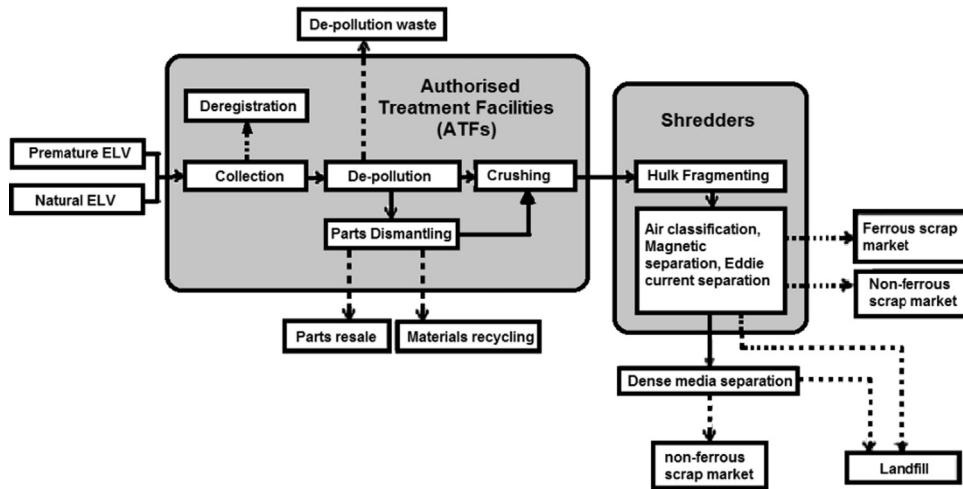 De-pollution waste
Authorised
Treatment Facilities
(ATFs)
Deregistration
Shredders
Premature ELV
Natural ELV
Collection
De-pollution
Crushing
Hulk Fragmenting
Parts Dismantling
Air classification,
Magnetic
separation, Eddie
current separation
Ferrous scrap
market
Non-ferrous
scrap market
Parts resale
Materials recycling
Dense media separation
non-ferrous
scrap market
Landfill